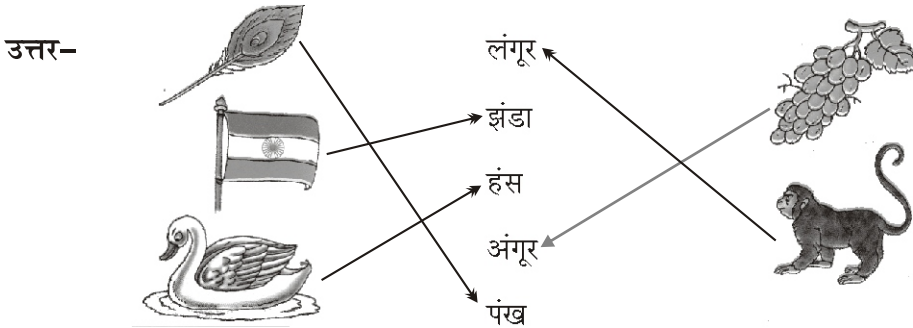 उत्तर–
लंगूर
झंडा
हंस
अंगूर
पंख